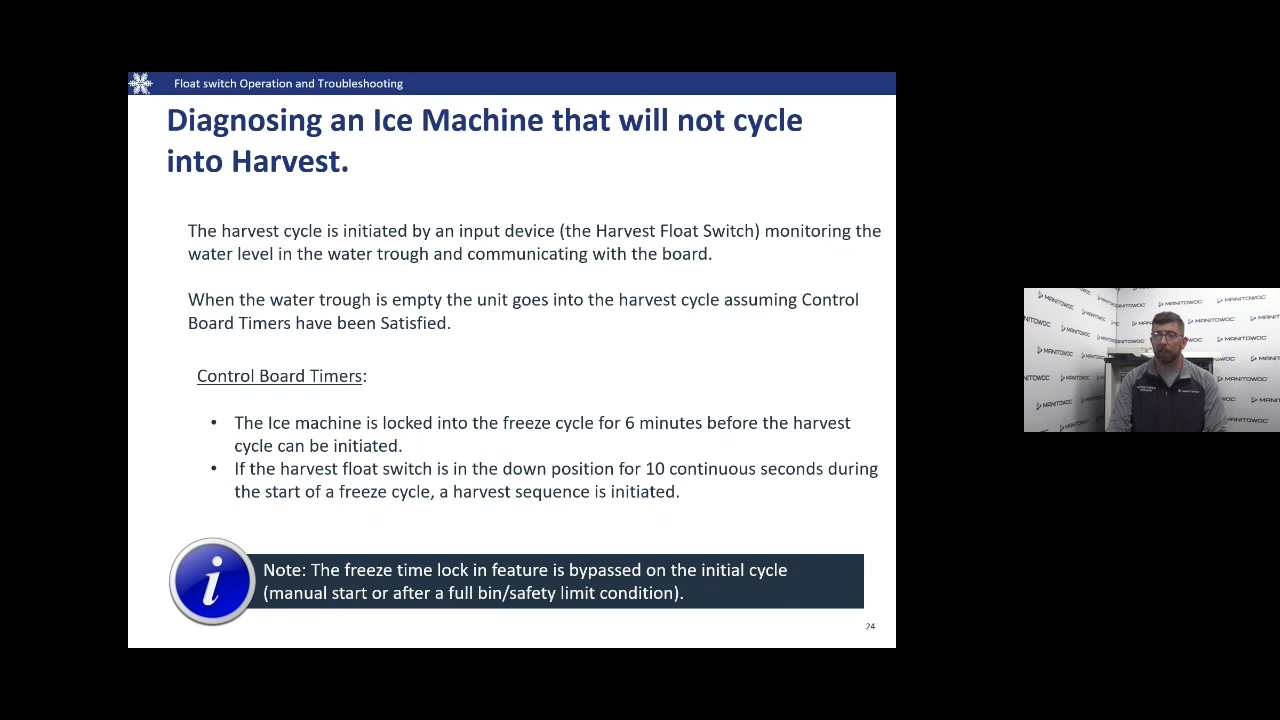 Float switch Operation and Troubleshooting
Diagnosing an Ice Machine that will not cycle
into Harvest.
The harvest cycle is initiated by an input device (the Harvest Float Switch) monitoring the
water level in the water trough and communicating with the board.
When the water trough is empty the unit goes into the harvest cycle assuming Control
Board Timers have been Satisfied.
Control Board Timers:
• The Ice machine is locked into the freeze cycle for 6 minutes before the harvest
cycle can be initiated.
• If the harvest float switch is in the down position for 10 continuous seconds during
the start of a freeze cycle, a harvest sequence is initiated.
i
Note: The freeze time lock in feature is bypassed on the initial cycle
(manual start or after a full bin/safety limit condition).
24
MANITOWOC